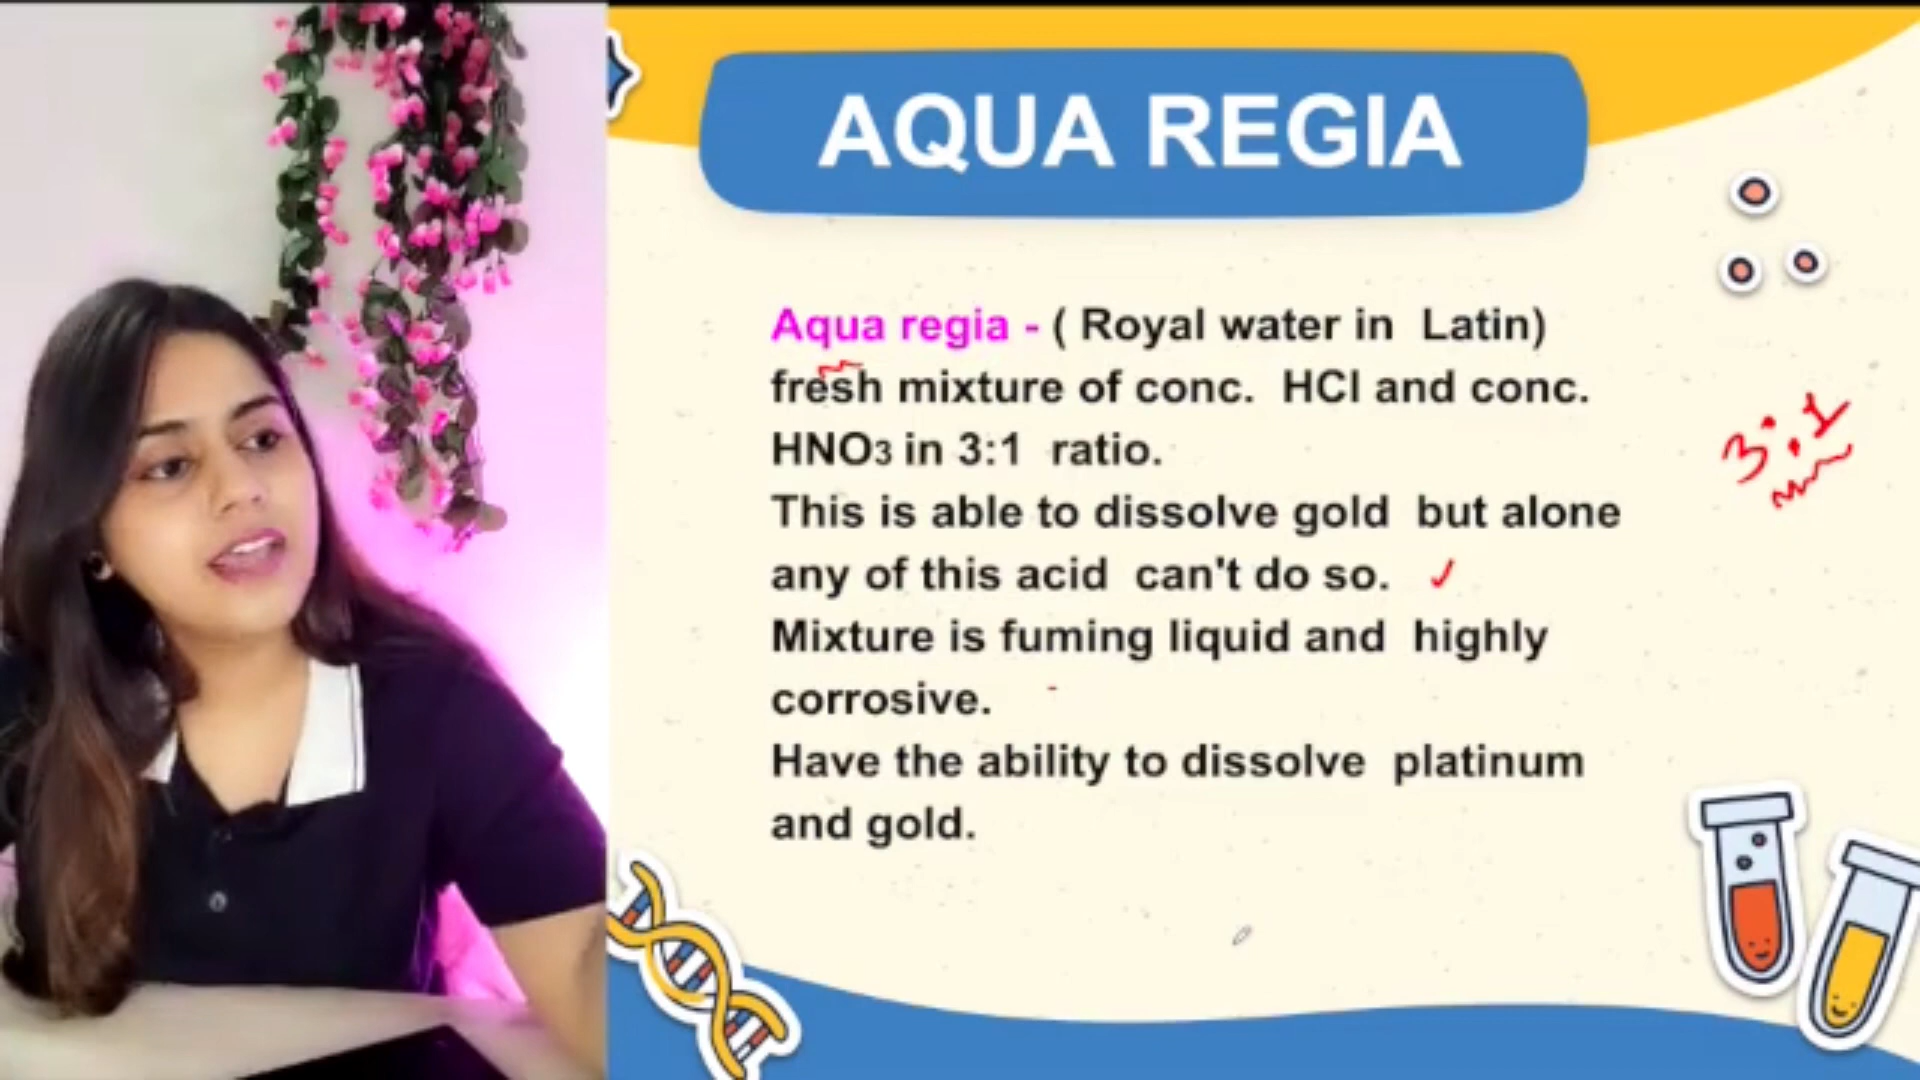 AQUA REGIA
Aqua regia - ( Royal water in Latin)
fresh mixture of conc. HCl and conc.
HNO3 in 3:1 ratio.
3:1
This is able to dissolve gold but alone
any of this acid can't do so.
Mixture is fuming liquid and highly
corrosive.
Have the ability to dissolve platinum
and gold.